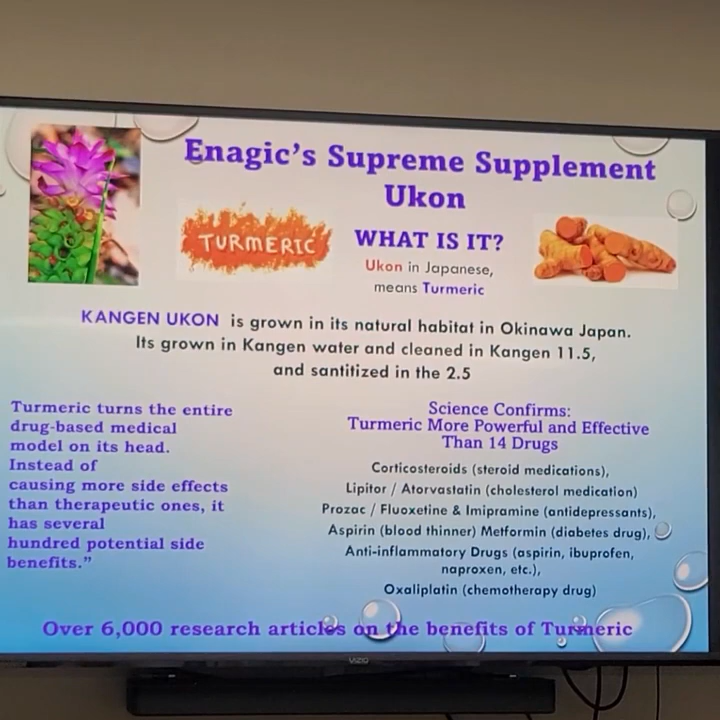 Enagic's Supreme Supplement
Ukon
TURMERIC
WHAT IS IT?
Ukon in Japanese,
means Turmeric
KANGEN UKON is grown in its natural habitat in Okinawa Japan.
Its grown in Kangen water and cleaned in Kangen 11.5,
and santitized in the 2.5
Turmeric turns the entire
drug-based medical
model on its head.
Instead of
causing more side effects
than therapeutic ones, it
has several
hundred potential side
benefits."
Science Confirms:
Turmeric More Powerful and Effective
Than 14 Drugs
Corticosteroids (steroid medications),
Lipitor / Atorvastatin (cholesterol medication)
Prozac / Fluoxetine & Imipramine (antidepressants),
Aspirin (blood thinner) Metformin (diabetes drug),
Anti-inflammatory Drugs (aspirin, ibuprofen,
naproxen, etc.),
Oxaliplatin (chemotherapy drug)
Over 6,000 research articles on the benefits of Turmeric
VIZIO